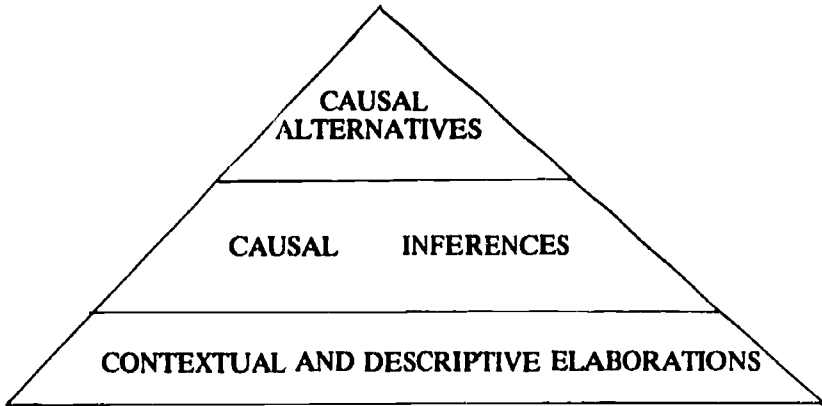 CAUSAL
ALTERNATIVES
CAUSAL INFERENCES
CONTEXTUAL AND DESCRIPTIVE ELABORATIONS